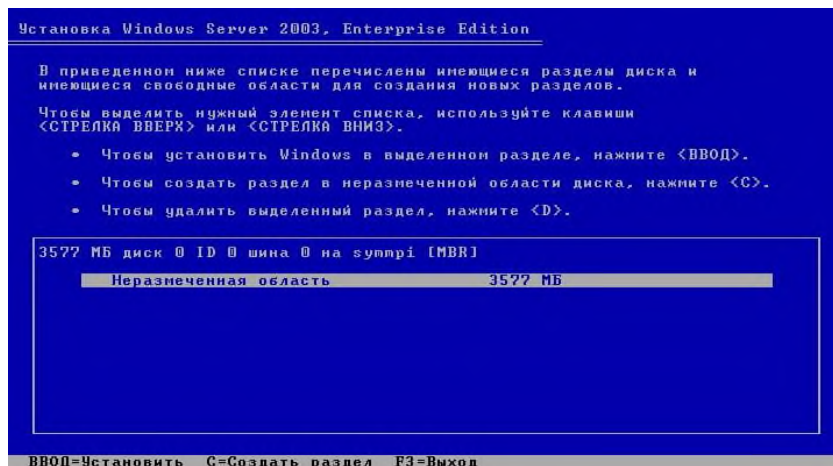 Установка Windows Server 2003, Enterprise Edition
В приведенном ниже списке перечислены имеющиеся разделы диска и
имеющиеся свободные области для создания новых разделов.
Чтобы выделить нужный элемент списка, используйте клавиши
<СТРЕЛКА ВВЕРХ> или <СТРЕЛКА ВНИЗ>.
• Чтобы установить Windows в выделенном разделе, нажмите <ВВОД>.
• Чтобы создать раздел в неразмеченной области диска, нажмите <C>.
• Чтобы удалить выделенный раздел, нажмите <D>.
3577 МБ диск 0 ID 0 шина 0 на symmpi [MBR]
Неразмеченная область 3577 МБ
ВВОД=Установить C=Создать раздел F3=Выход